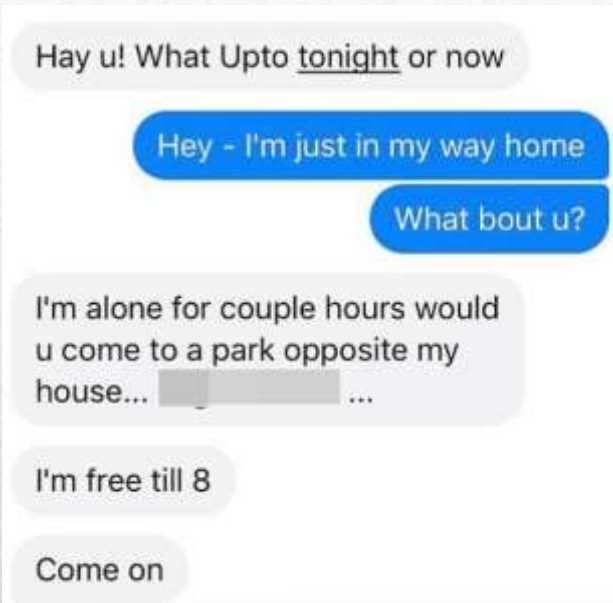 Hay u! What Upto tonight or now
Hey - I'm just in my way home
What bout u?
I'm alone for couple hours would
u come to a park opposite my
house... ...
I'm free till 8
Come on